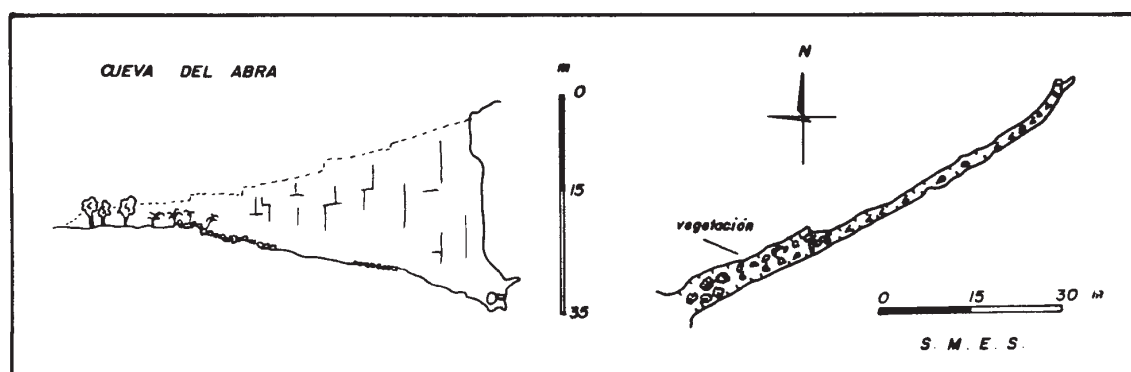 CUEVA DEL ABRA
m
0
15
35
N
vegetación
0 15 30 m
S. M. E. S.